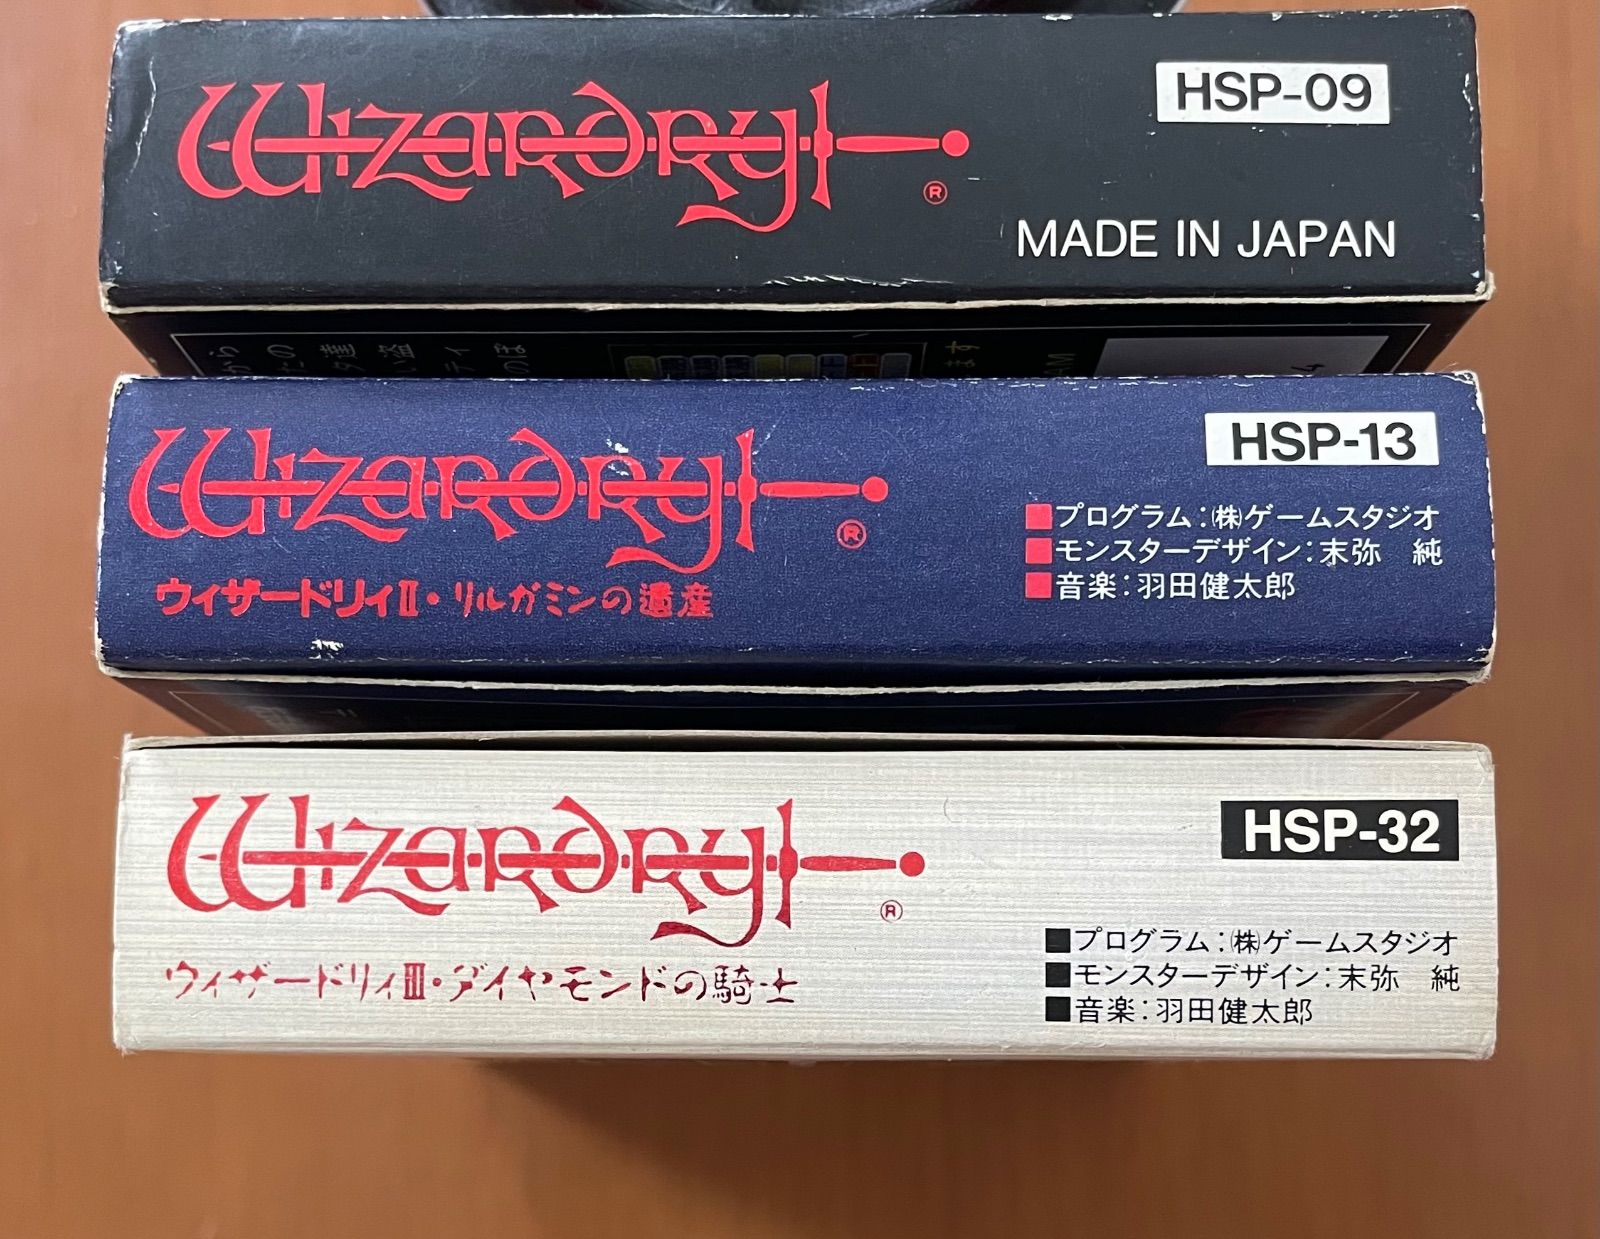 Wizardry
®
HSP-09
MADE IN JAPAN
ます
Wizardry
®
HSP-13
ウィザードリィII・リルガミンの遺産
■プログラム:㈱ゲームスタジオ
■モンスターデザイン:末弥 純
■音楽:羽田健太郎
Wizardry
®
HSP-32
ウィザードリィIII・ダイヤモンドの騎士
■プログラム:㈱ゲームスタジオ
■モンスターデザイン:末弥 純
■音楽:羽田健太郎